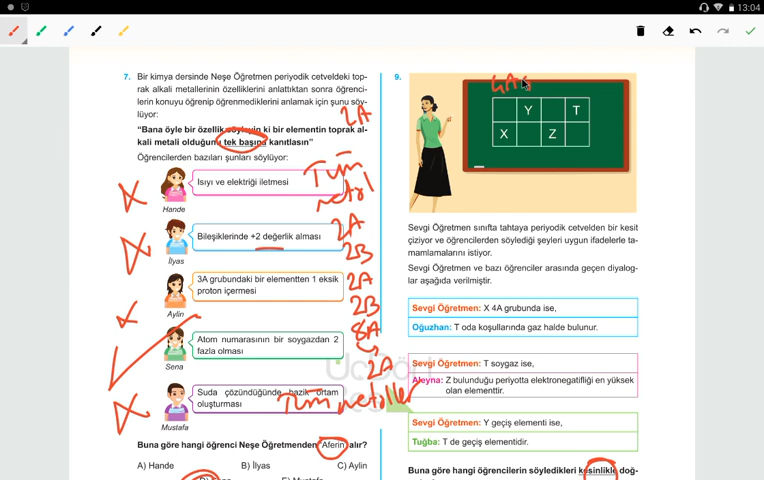 13:04
7. Bir kimya dersinde Neşe Öğretmen periyodik cetveldeki top-
rak alkali metallerinin özelliklerini anlattıktan sonra öğrenci-
lerin konuyu öğrenip öğrenmediklerini anlamak için şunu söy-
lüyor:
2A
"Bana öyle bir özellik söyleyin ki bir elementin toprak al-
kali metali olduğunu tek başına kanıtlasın"
Öğrencilerden bazıları şunları söylüyor:
Tüm
metal
Isıyı ve elektriği iletmesi
Hande
2A
2B
Bileşiklerinde +2 değerlik alması
İlyas
2A
2B
3A grubundaki bir elementten 1 eksik
proton içermesi
Aylin
8A
2A
Atom numarasının bir soygazdan 2
fazla olması
Sena
Suda çözündüğünde bazik ortam
oluşturması
Tüm metaller
Mustafa
Buna göre hangi öğrenci Neşe Öğretmenden "Aferin" alır?
A) Hande B) İlyas C) Aylin
9.
Y T
X Z
Sevgi Öğretmen sınıfta tahtaya periyodik cetvelden bir kesit
çiziyor ve öğrencilerden söylediği şeyleri uygun ifadelerle ta-
mamlamalarını istiyor.
Sevgi Öğretmen ve bazı öğrenciler arasında geçen diyalog-
lar aşağıda verilmiştir.
Sevgi Öğretmen: X 4A grubunda ise,
Oğuzhan: T oda koşullarında gaz halde bulunur.
Sevgi Öğretmen: T soygaz ise,
Aleyna: Z bulunduğu periyotta elektronegatifliği en yüksek
olan elementtir.
Sevgi Öğretmen: Y geçiş elementi ise,
Tuğba: T de geçiş elementidir.
Buna göre hangi öğrencilerin söyledikleri kesinlikle doğ-